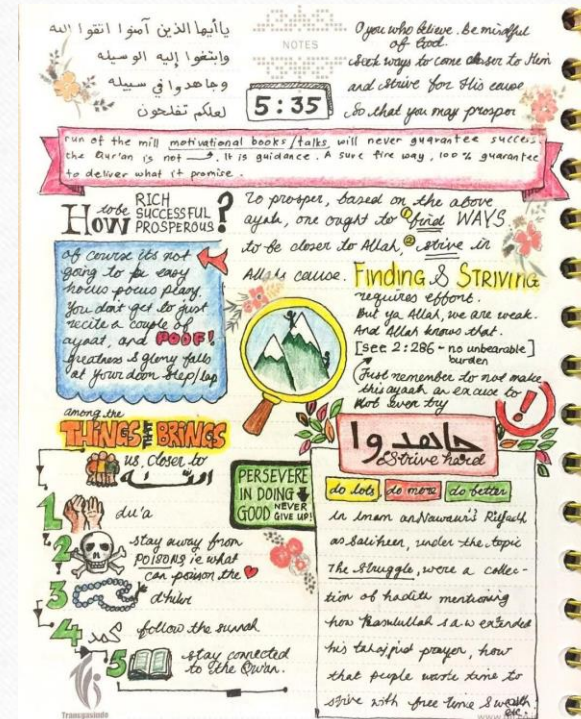 ياأيها الذين آمنوا اتقوا الله
وابتغوا إليه الوسيلة
وجاهدوا في سبيله
لعلكم تفلحون
NOTES
5:35
O you who believe. Be mindful
of God.
Seek ways to come closer to Him
and strive for His cause
So that you may prosper
run of the mill motivational books/talks will never guarantee success.
the Qur'an is not. It is guidance. A sure fire way, 100% guarantee
to deliver what it promise.
HOW to be RICH
SUCCESSFUL
PROSPEROUS?
To prosper, based on the above
ayah, one ought to ① find WAYS
to be closer to Allah, ② strive in
Allahs cause.
of course its not
going to be easy
hocus pocus peasy.
You don't get to just
recite a couple of
ayaat, and POOF!
greatness & glory falls
at your door step/lap
Finding & STRIVING
requires effort.
But ya Allah, we are weak.
And Allah knows that.
[see 2:286 - no unbearable]
burden
(Just remember to not make
this ayaah an excuse to
not even try
among the
THINGS THAT BRINGS
us, closer to
الله
1 du'a
2 stay away from
POISONS ie what
can poison the
3 dhikr
4 محمد follow the sunnah
5 stay connected
to the Quran.
PERSEVERE
IN DOING
GOOD NEVER
GIVE UP!
جاهدوا
Strive hard
do lots do more do better
in Imam anNawawi's Riyadh
as Saliheen, under the topic
The Struggle, were a collec-
tion of hadith mentioning
how Rasulullah s.a.w extended
his tahajjud prayer, how
that people waste time to
strive with free time & wealth
etc.
Transgasindo